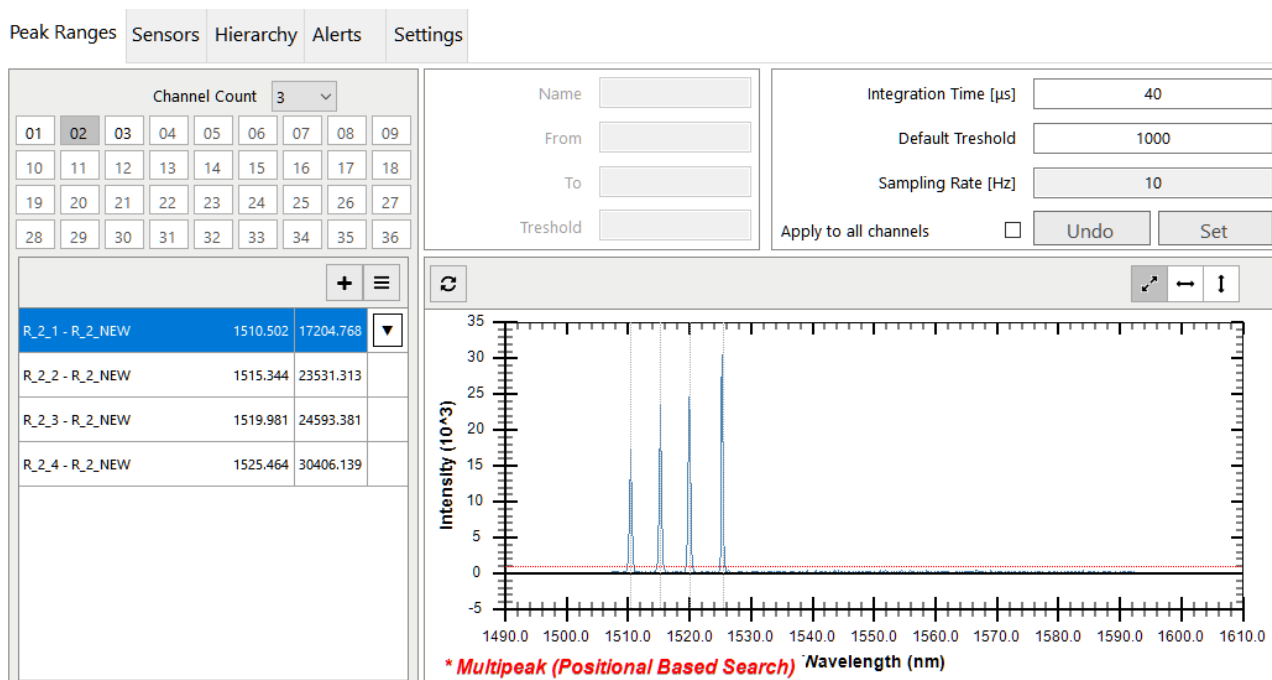 Peak Ranges Sensors Hierarchy Alerts Settings
Channel Count 3
01 02 03 04 05 06 07 08 09
10 11 12 13 14 15 16 17 18
19 20 21 22 23 24 25 26 27
28 29 30 31 32 33 34 35 36
Name
From
To
Treshold
Integration Time [µs] 40
Default Treshold 1000
Sampling Rate [Hz] 10
Apply to all channels Undo Set
R_2_1 - R_2_NEW 1510.502 17204.768
R_2_2 - R_2_NEW 1515.344 23531.313
R_2_3 - R_2_NEW 1519.981 24593.381
R_2_4 - R_2_NEW 1525.464 30406.139
Intensity (10^3)
35
30
25
20
15
10
5
0
-5
1490.0 1500.0 1510.0 1520.0 1530.0 1540.0 1550.0 1560.0 1570.0 1580.0 1590.0 1600.0 1610.0
* Multipeak (Positional Based Search) Wavelength (nm)